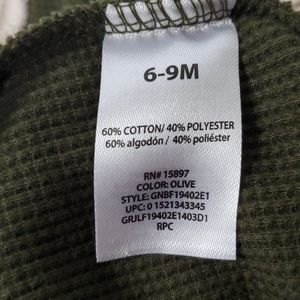 6-9M
60% COTTON/ 40% POLYESTER
60% algodón / 40% poliéster
RN# 15897
COLOR: OLIVE
STYLE: GNBF19402E1
UPC: 0 1521343345
GRJLF19402E1403D1
RPC